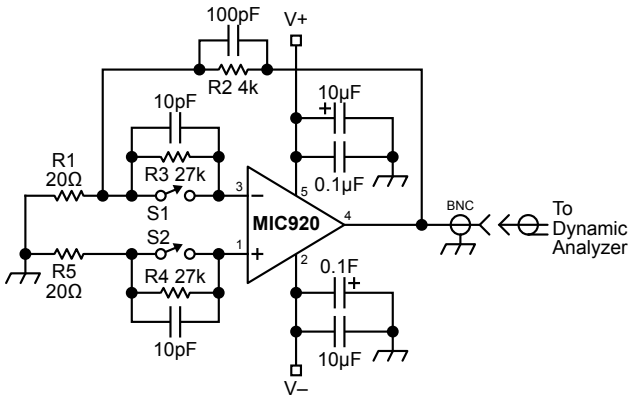 100pF
V+
R2 4k
10pF
10µF
+
R1
20Ω
R3 27k
0.1µF
S1
3
−
5
MIC920
4
BNC
To
Dynamic
Analyzer
S2
1
+
2
R5
20Ω
R4 27k
0.1F
+
10pF
10µF
V−